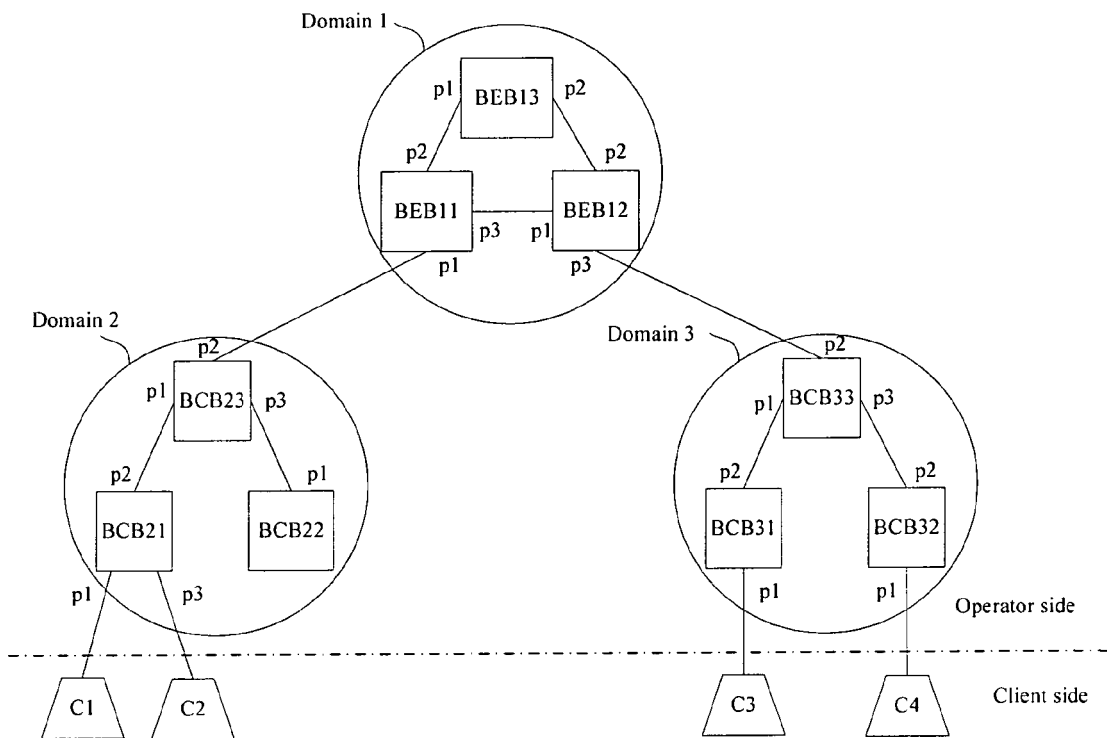 Domain 1
p1
BEB13
p2
p2
p2
BEB11
BEB12
p3
p1
p1
p3
Domain 2
Domain 3
p2
p2
p1
BCB23
p3
p1
BCB33
p3
p2
p1
p2
p2
BCB21
BCB22
BCB31
BCB32
p1
p3
p1
p1
Operator side
C1
C2
C3
C4
Client side